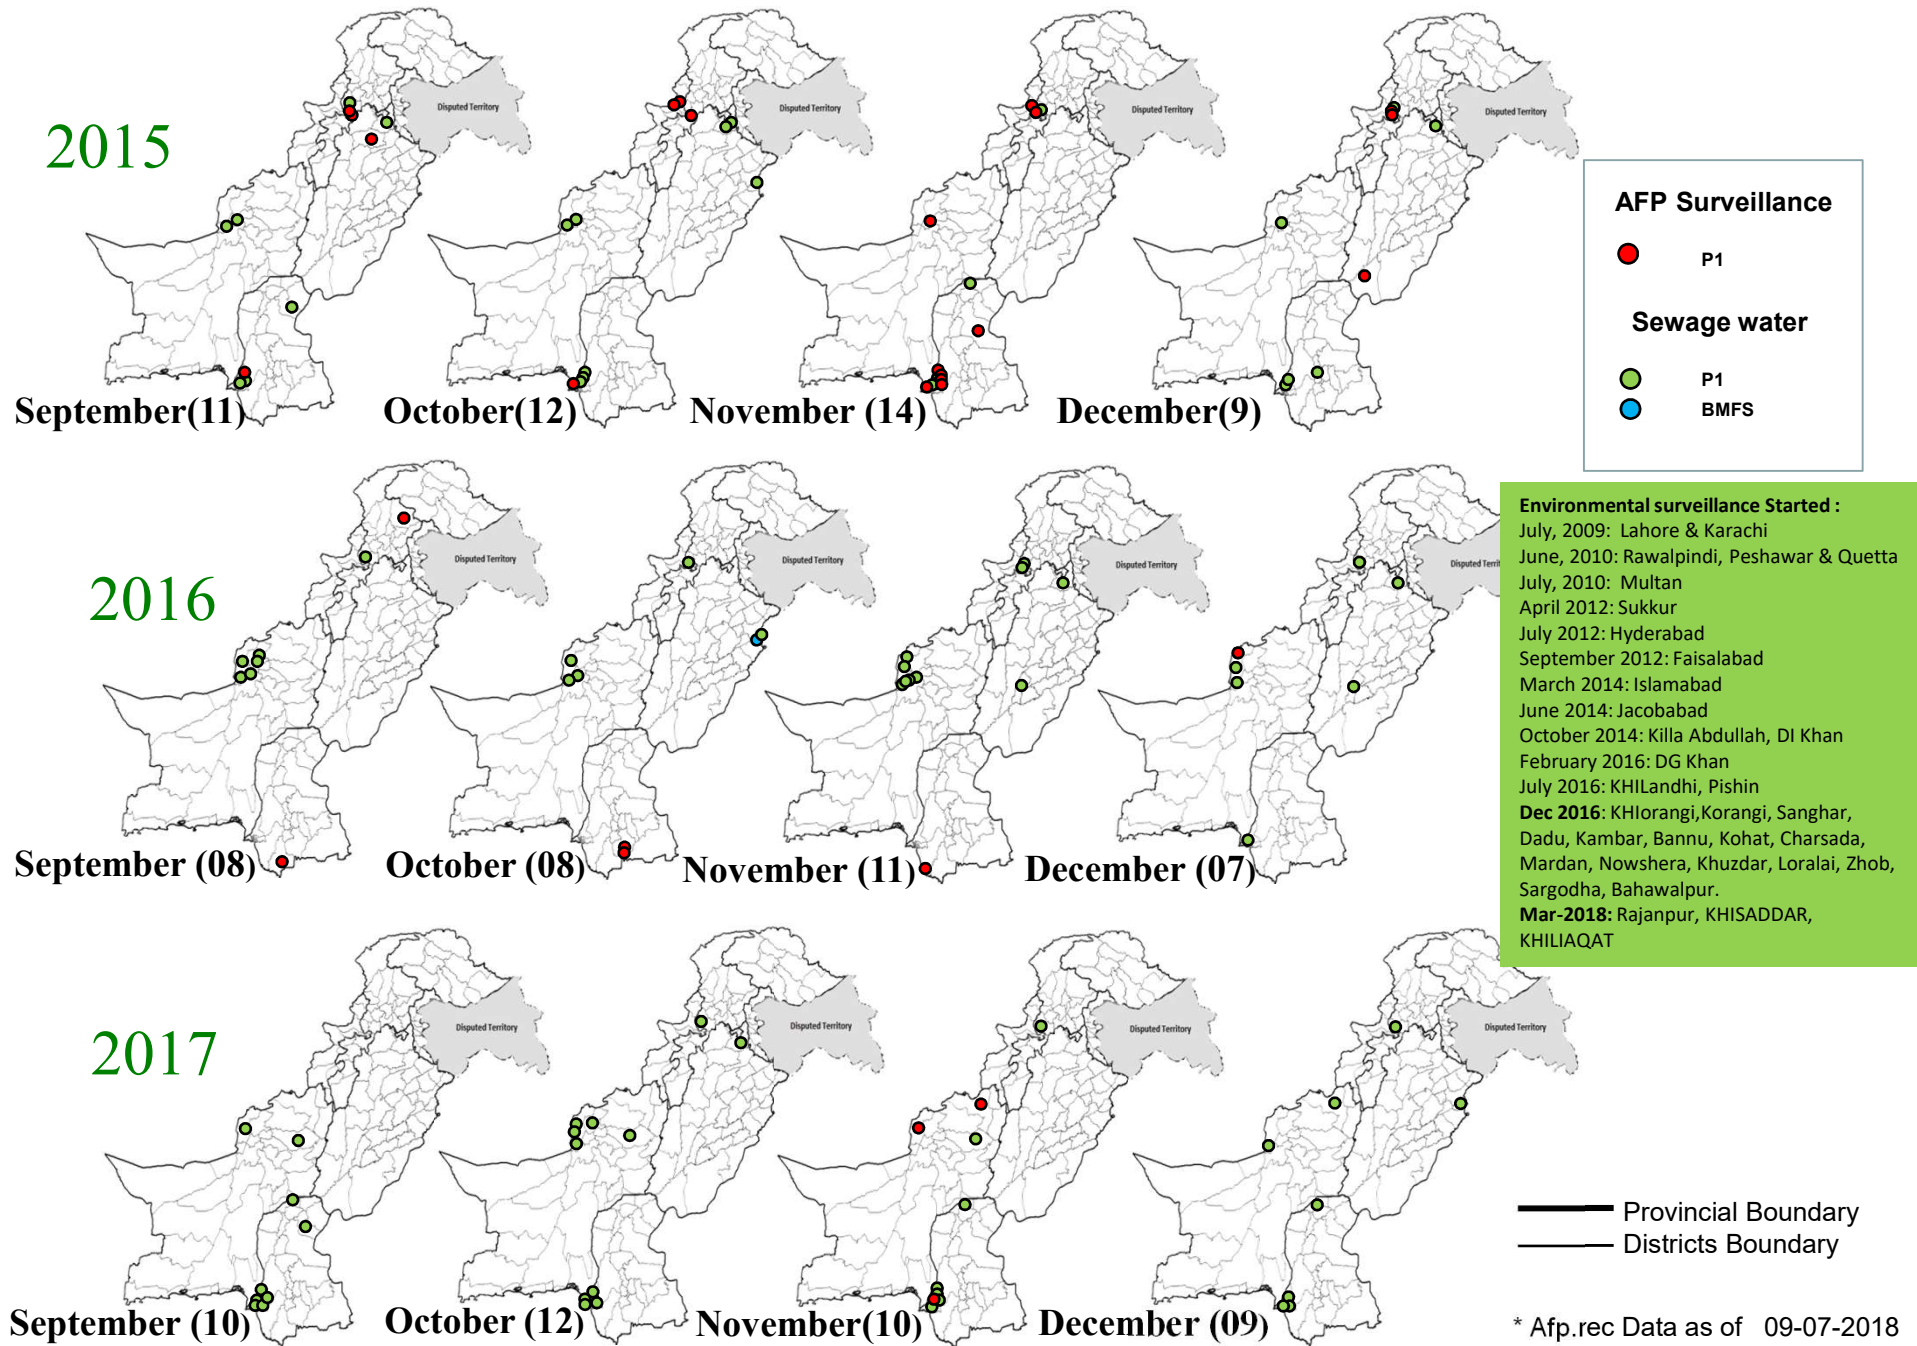 2015
Disputed Territory
Disputed Territory
Disputed Territory
Disputed Territory
September(11)
October(12)
November (14)
December(9)
AFP Surveillance
P1
Sewage water
P1
BMFS
2016
Disputed Territory
Disputed Territory
Disputed Territory
Disputed Terri
September (08)
October (08)
November (11)
December (07)
Environmental surveillance Started :
July, 2009: Lahore & Karachi
June, 2010: Rawalpindi, Peshawar & Quetta
July, 2010: Multan
April 2012: Sukkur
July 2012: Hyderabad
September 2012: Faisalabad
March 2014: Islamabad
June 2014: Jacobabad
October 2014: Killa Abdullah, DI Khan
February 2016: DG Khan
July 2016: KHILandhi, Pishin
Dec 2016: KHIorangi,Korangi, Sanghar,
Dadu, Kambar, Bannu, Kohat, Charsada,
Mardan, Nowshera, Khuzdar, Loralai, Zhob,
Sargodha, Bahawalpur.
Mar-2018: Rajanpur, KHISADDAR,
KHILIAQAT
2017
Disputed Territory
Disputed Territory
Disputed Territory
Disputed Territory
September (10)
October (12)
November(10)
December (09)
Provincial Boundary
Districts Boundary
* Afp.rec Data as of 09-07-2018